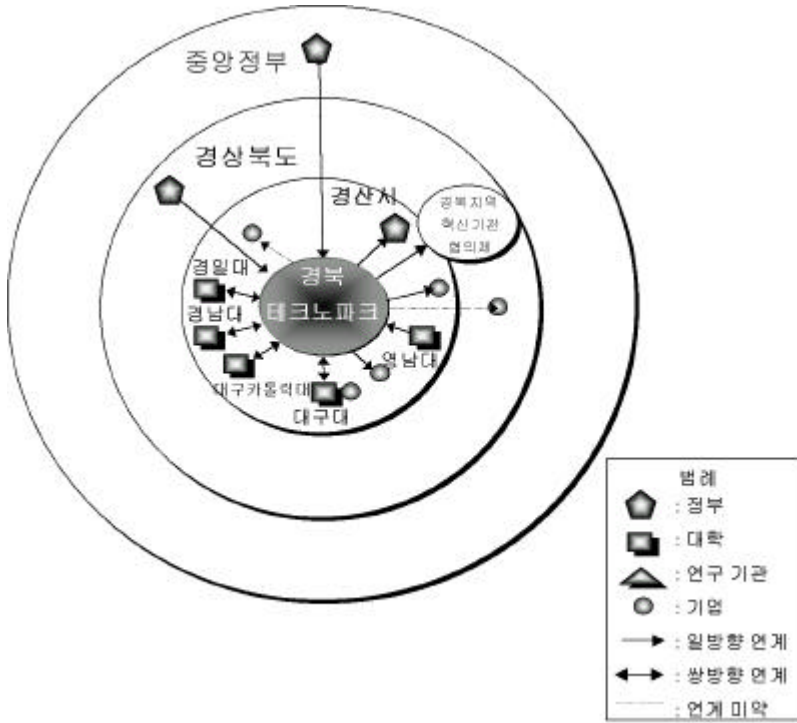 중앙정부
경상북도
경산시
경북지역
혁신기관
협의체
경북
테크노파크
경일대
경남대
대구카톨릭대
대구대
영남대
범례
: 정부
: 대학
: 연구 기관
: 기업
: 일방향 연계
: 쌍방향 연계
: 연계 미약